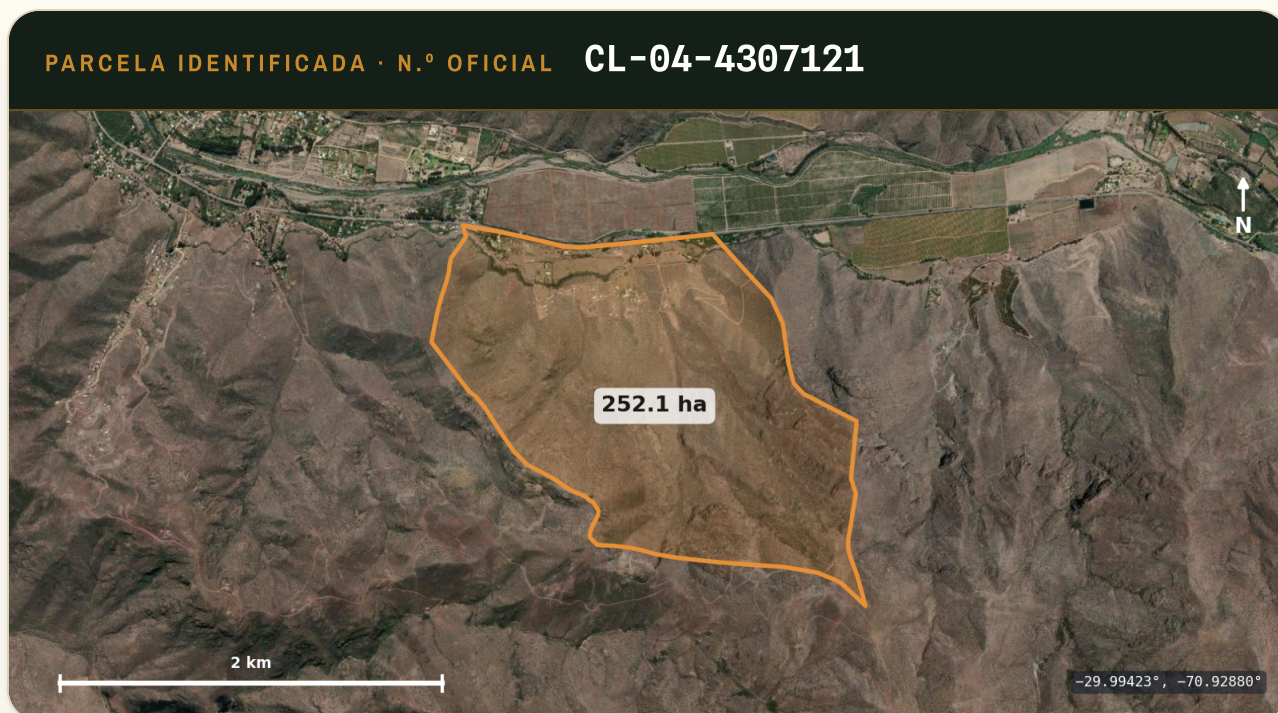 PARCELA IDENTIFICADA · N.º OFICIAL CL-04-4307121
N
252.1 ha
2 km
−29.99423°, −70.92880°